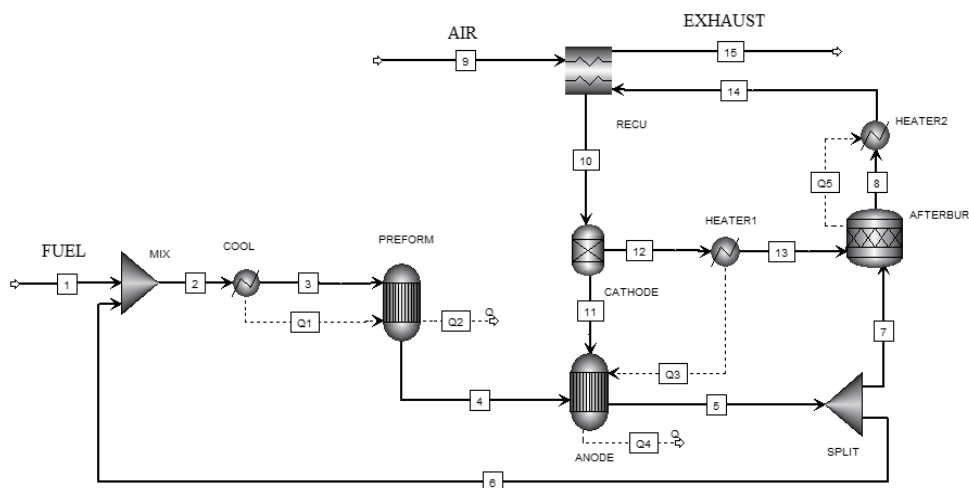 EXHAUST
AIR
9
15
14
RECU
HEATER2
10
Q5
8
AFTERBUR
HEATER1
PREFORM
FUEL
MIX
COOL
12
13
1
2
3
CATHODE
11
Q1
Q2
Q
7
Q3
4
5
Q4
Q
ANODE
SPLIT
6